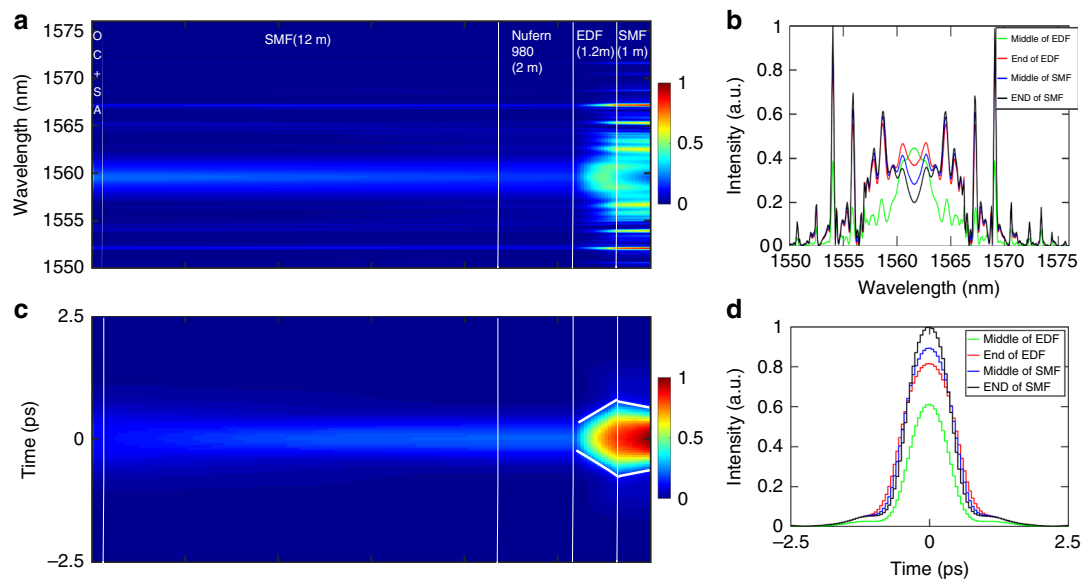 a
Wavelength (nm)
1575
1570
1565
1560
1555
1550
O
C
+
S
A
SMF(12 m)
Nufern
980
(2 m)
EDF
(1.2m)
SMF
(1 m)
1
0.5
0
b
Intensity (a.u.)
1
0.8
0.6
0.4
0.2
0.0
1550 1555 1560 1565 1570 1575
Wavelength (nm)
Middle of EDF
End of EDF
Middle of SMF
END of SMF
c
Time (ps)
2.5
0
–2.5
1
0.5
0
d
Intensity (a.u.)
1
0.8
0.6
0.4
0.2
0
–2.5 0 2.5
Time (ps)
Middle of EDF
End of EDF
Middle of SMF
END of SMF